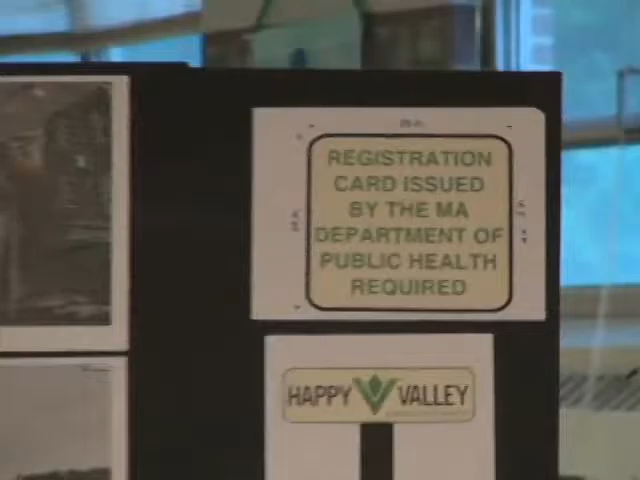 REGISTRATION
CARD ISSUED
BY THE MA
DEPARTMENT OF
PUBLIC HEALTH
REQUIRED
HAPPY VALLEY